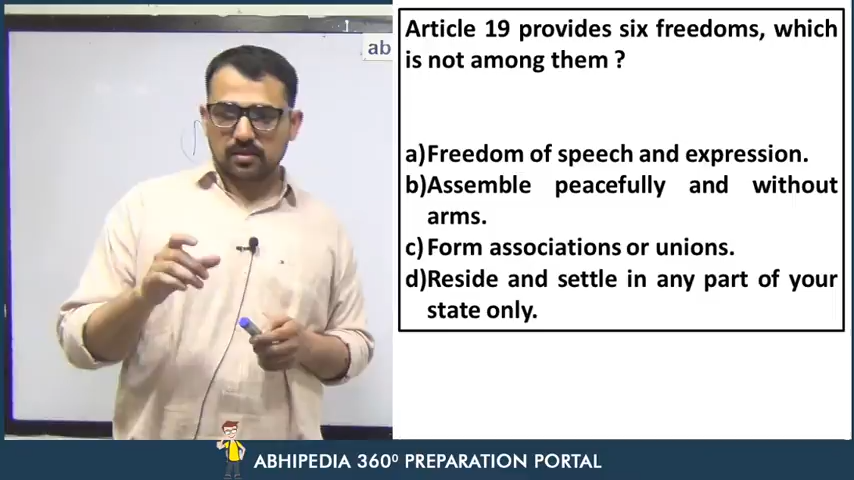 ab
Article 19 provides six freedoms, which
is not among them ?
a)Freedom of speech and expression.
b)Assemble peacefully and without
arms.
c) Form associations or unions.
d)Reside and settle in any part of your
state only.
ABHIPEDIA 360⁰ PREPARATION PORTAL